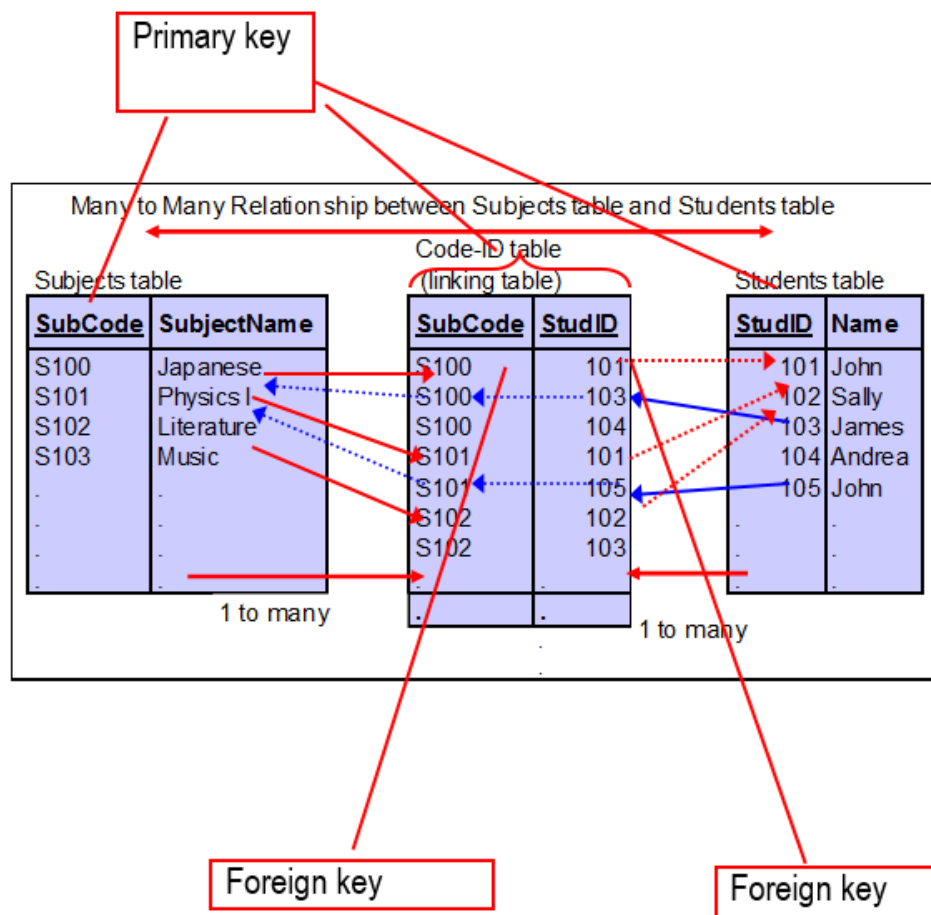 Primary key
Many to Many Relationship between Subjects table and Students table
Code-ID table
(linking table)
Subjects table
Students table
SubCode SubjectName SubCode StudID StudID Name
S100 Japanese S100 101 101 John
S101 Physics I S100 103 102 Sally
S102 Literature S100 104 103 James
S103 Music S101 101 104 Andrea
. . S101 105 105 John
. . S102 102 . .
. . S102 103 . .
. . . . . .
. .
1 to many
1 to many
.
.
Foreign key
Foreign key